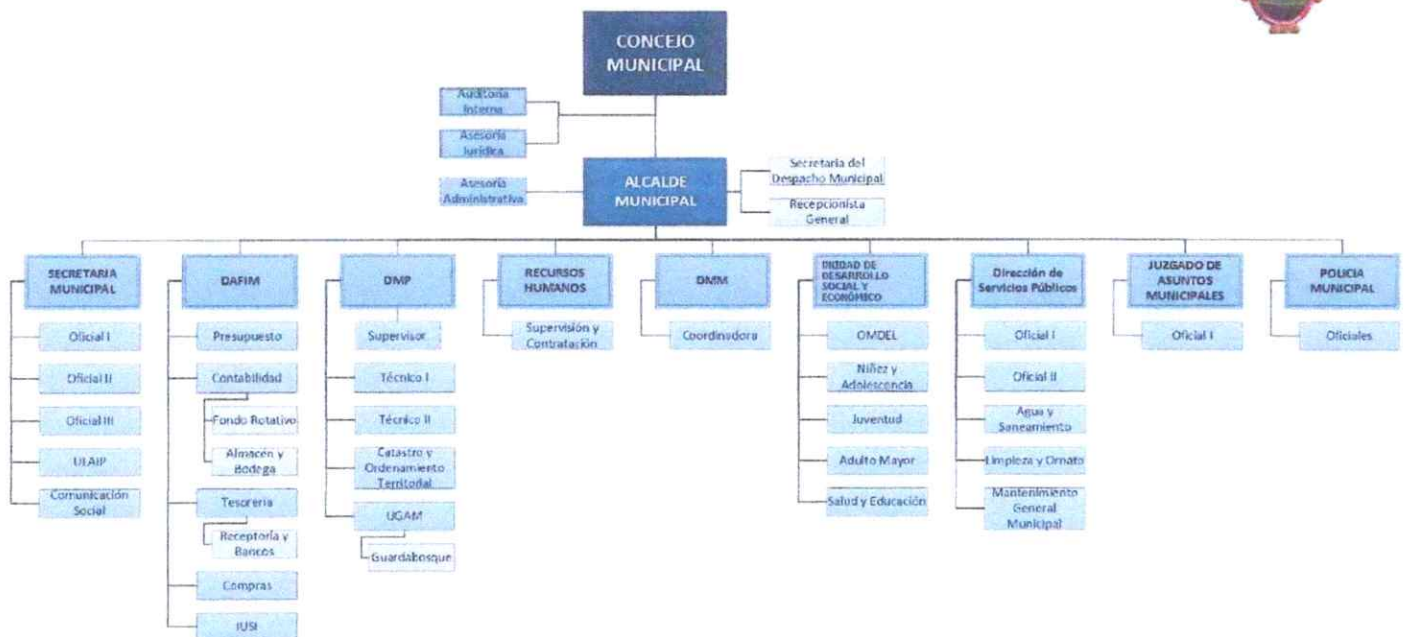 CONCEJO
MUNICIPAL
Auditoria
Interna
Asesoría
Jurídica
Asesoría
Administrativa
ALCALDE
MUNICIPAL
Secretaria del
Despacho Municipal
Recepcionista
General
SECRETARIA
MUNICIPAL
Oficial I
Oficial II
Oficial III
ULAIP
Comunicación
Social
DAFIM
Presupuesto
Contabilidad
Fondo Rotativo
Almacén y
Bodega
Tesorería
Receptoría y
Bancos
Compras
IUSI
DMP
Supervisor
Técnico I
Técnico II
Catastro y
Ordenamiento
Territorial
UGAM
Guardabosque
RECURSOS
HUMANOS
Supervisión y
Contratación
DMM
Coordinadora
UNIDAD DE
DESARROLLO
SOCIAL Y
ECONÓMICO
OMDEL
Niñez y
Adolescencia
Juventud
Adulto Mayor
Salud y Educación
Dirección de
Servicios Públicos
Oficial I
Oficial II
Agua y
Saneamiento
Limpieza y Ornato
Mantenimiento
General
Municipal
JUZGADO DE
ASUNTOS
MUNICIPALES
Oficial I
POLICIA
MUNICIPAL
Oficiales